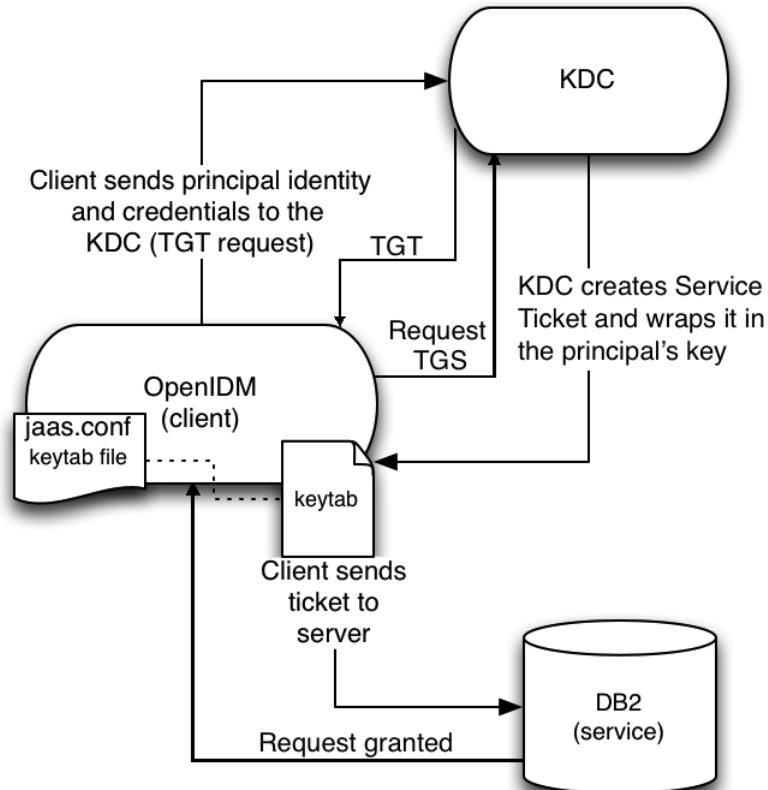 KDC
Client sends principal identity
and credentials to the
KDC (TGT request)
TGT
KDC creates Service
Ticket and wraps it in
the principal's key
Request
TGS
OpenIDM
(client)
jaas.conf
keytab file
keytab
Client sends
ticket to
server
DB2
(service)
Request granted